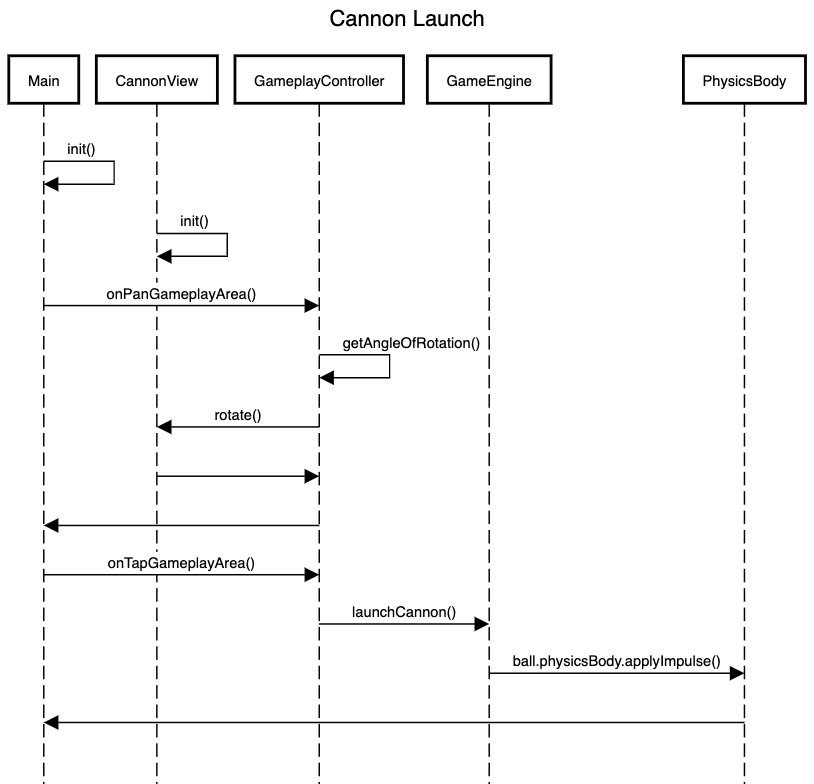 Cannon Launch
Main
CannonView
GameplayController
GameEngine
PhysicsBody
init()
init()
onPanGameplayArea()
getAngleOfRotation()
rotate()
onTapGameplayArea()
launchCannon()
ball.physicsBody.applyImpulse()